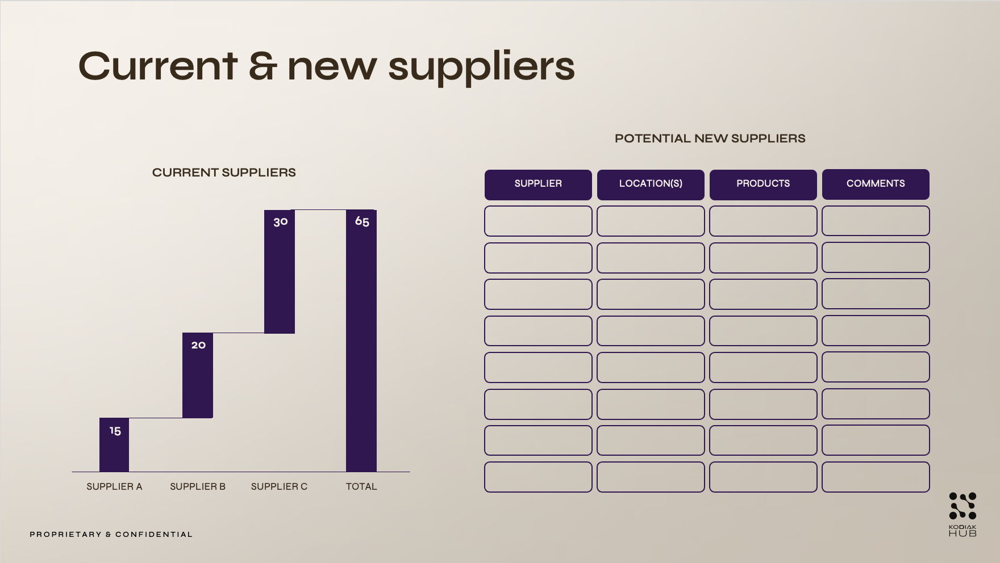 Current & new suppliers
CURRENT SUPPLIERS
30
65
20
15
SUPPLIER A
SUPPLIER B
SUPPLIER C
TOTAL
POTENTIAL NEW SUPPLIERS
SUPPLIER
LOCATION(S)
PRODUCTS
COMMENTS
PROPRIETARY & CONFIDENTIAL
KODIAK
HUB